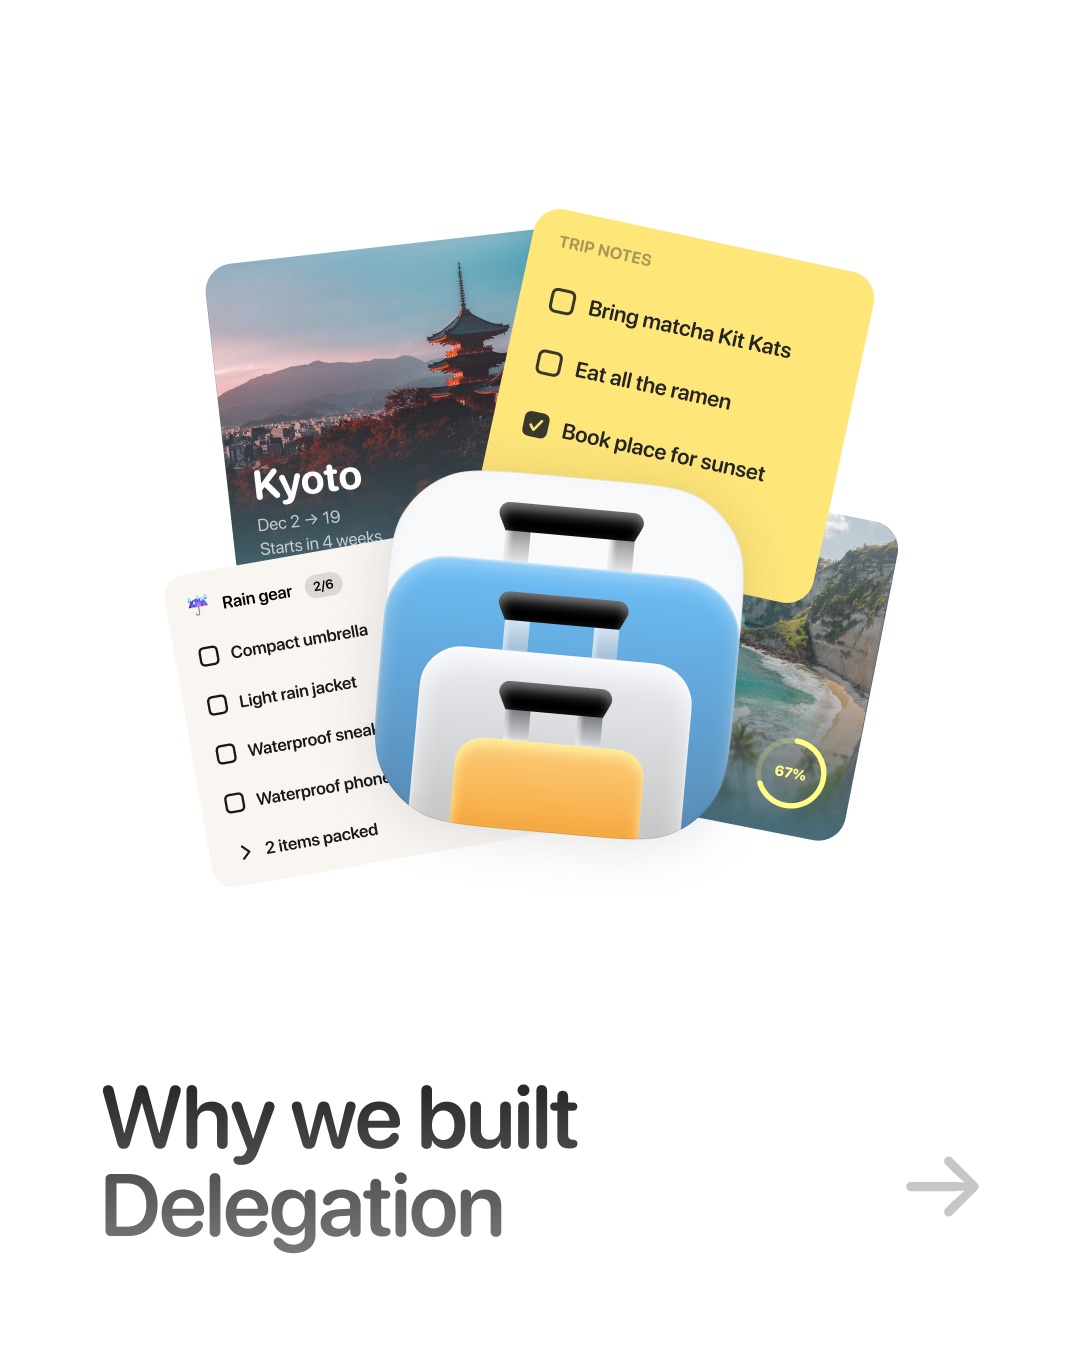 TRIP NOTES
Bring matcha Kit Kats
Eat all the ramen
Book place for sunset
Kyoto
Dec 2 → 19
Starts in 4 weeks
Rain gear 2/6
Compact umbrella
Light rain jacket
Waterproof
Waterproof phone
2 items packed
67%
Why we built
Delegation